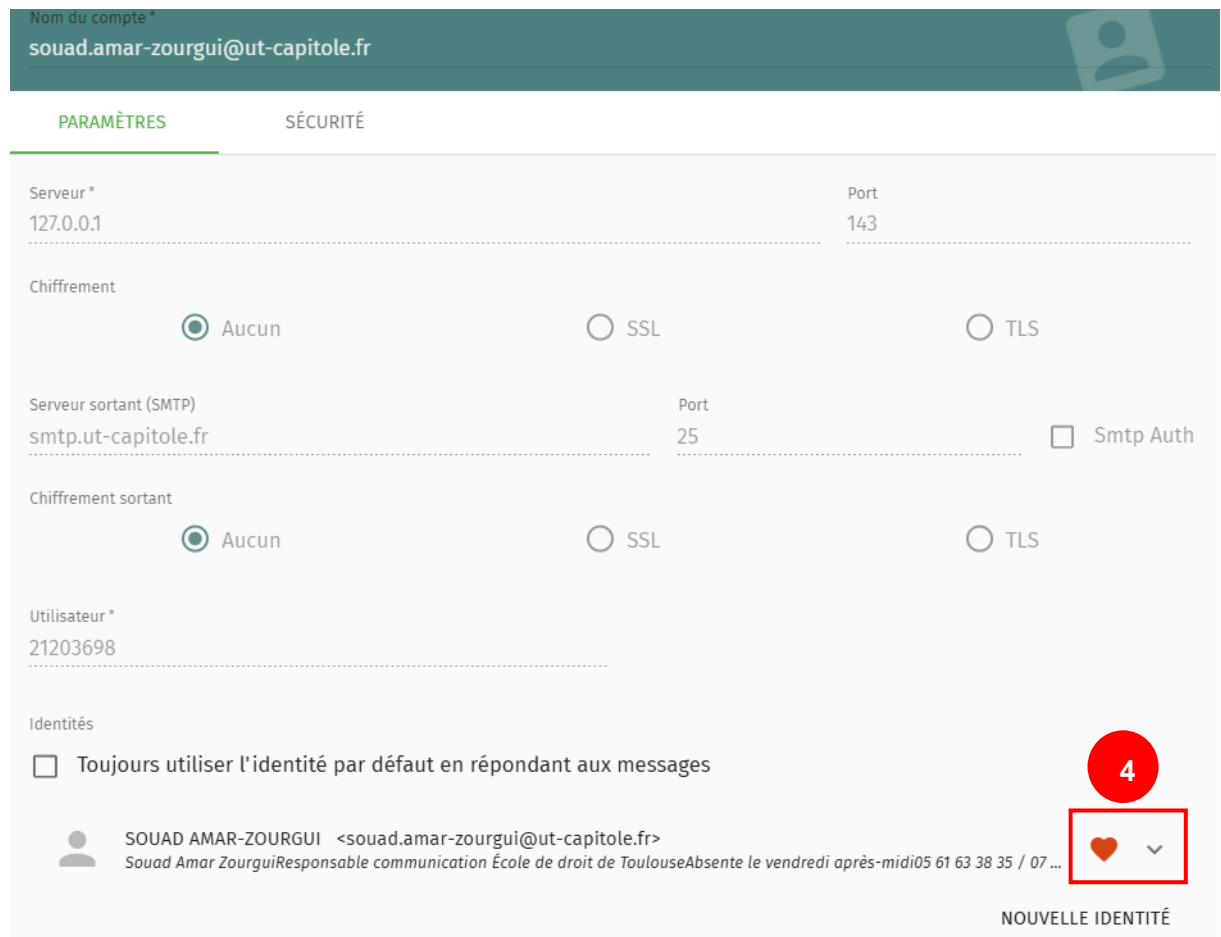 Nom du compte *
souad.amar-zourgui@ut-capitole.fr
PARAMÈTRES SÉCURITÉ
Serveur * Port
127.0.0.1 143
Chiffrement
Aucun SSL TLS
Serveur sortant (SMTP) Port
smtp.ut-capitole.fr 25 Smtp Auth
Chiffrement sortant
Aucun SSL TLS
Utilisateur *
21203698
Identités
Toujours utiliser l'identité par défaut en répondant aux messages
4
SOUAD AMAR-ZOURGUI <souad.amar-zourgui@ut-capitole.fr>
Souad Amar ZourguiResponsable communication École de droit de ToulouseAbsente le vendredi après-midi05 61 63 38 35 / 07 ...
NOUVELLE IDENTITÉ